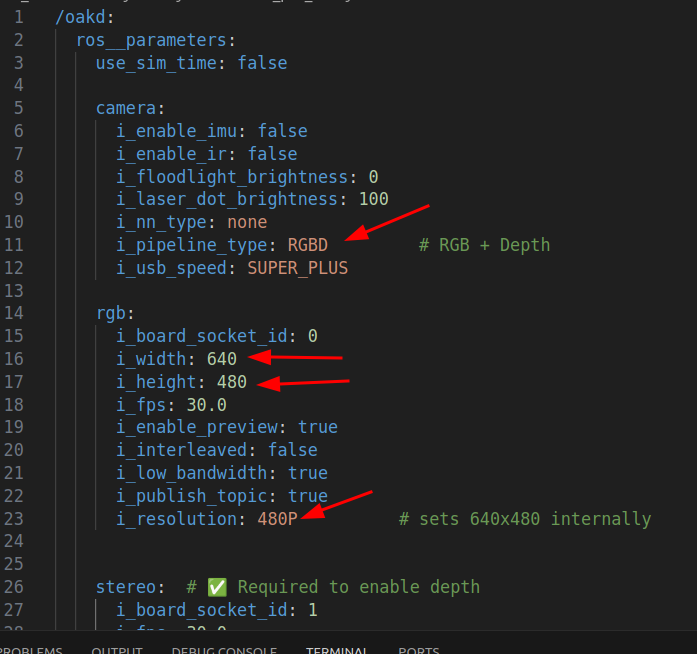 1 /oakd:
2 ros__parameters:
3 use_sim_time: false
4
5 camera:
6 i_enable_imu: false
7 i_enable_ir: false
8 i_floodlight_brightness: 0
9 i_laser_dot_brightness: 100
10 i_nn_type: none
11 i_pipeline_type: RGBD # RGB + Depth
12 i_usb_speed: SUPER_PLUS
13
14 rgb:
15 i_board_socket_id: 0
16 i_width: 640
17 i_height: 480
18 i_fps: 30.0
19 i_enable_preview: true
20 i_interleaved: false
21 i_low_bandwidth: true
22 i_publish_topic: true
23 i_resolution: 480P # sets 640x480 internally
24
25
26 stereo: # ✅ Required to enable depth
27 i_board_socket_id: 1
28 i_fps: 30.0
PROBLEMS OUTPUT DEBUG CONSOLE TERMINAL PORTS